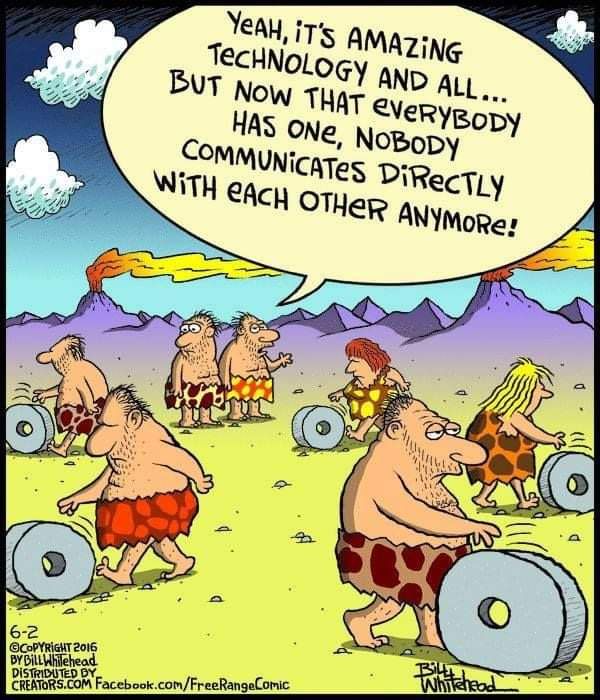 YeAH, iT'S AMAZiNG
TeCHNOLOGY AND ALL...
BUT NOW THAT eVeRYBODY
HAS ONe, NOBODY
COMMUNiCATeS DiReCTLY
WiTH eACH OTHeR ANYMORe!
6-2
©COPYRiGHT 2016
BY BiLL WHiTehead
DiSTRiBUTeD BY
CReATORS.COM Facebook.com/FreeRangeComic
BiLL
WHiTehead